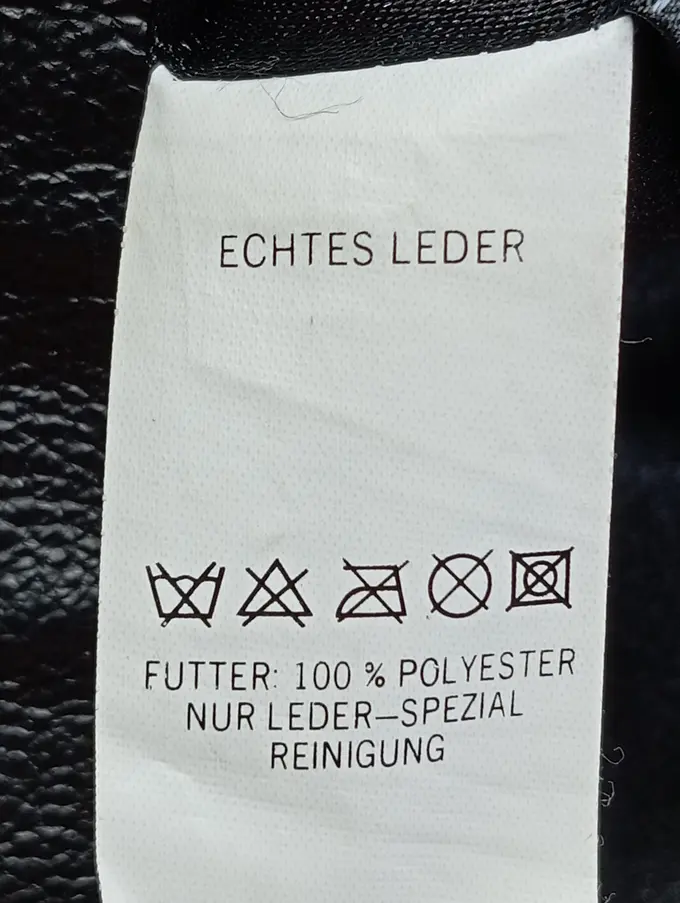 ECHTES LEDER
FUTTER: 100 % POLYESTER
NUR LEDER–SPEZIAL
REINIGUNG